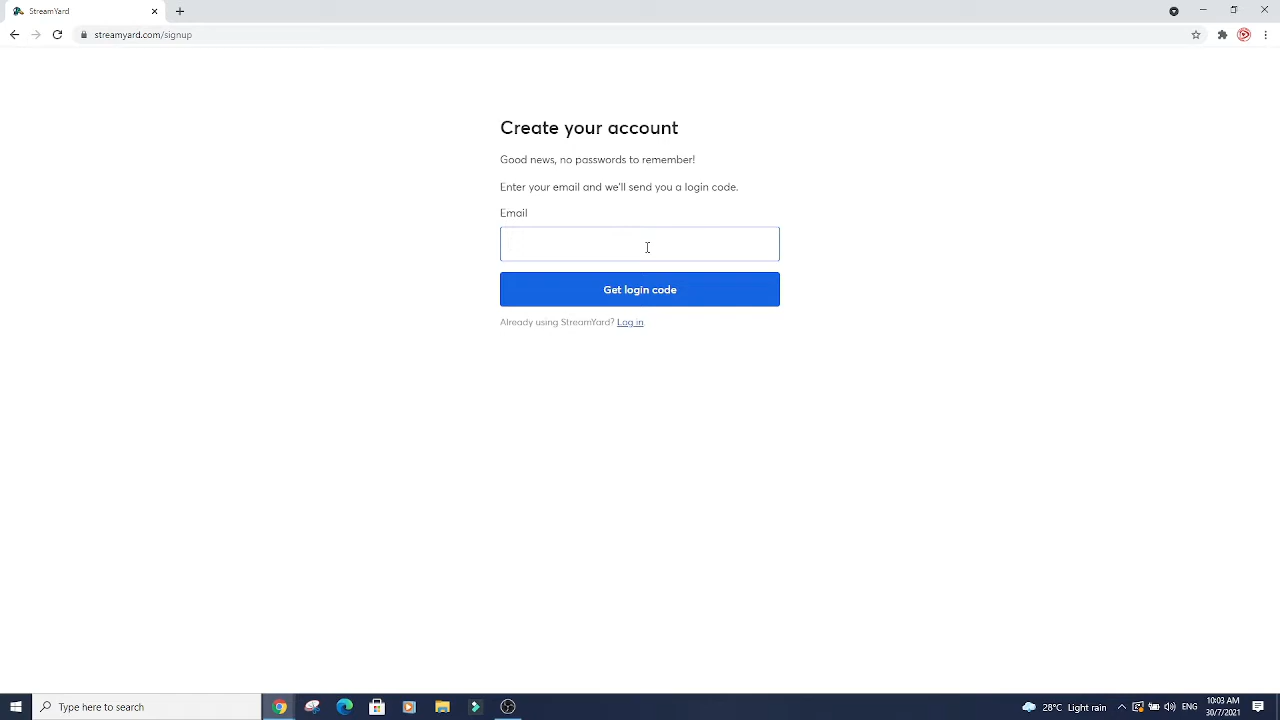 StreamYard
streamyard.com/signup
Create your account
Good news, no passwords to remember!
Enter your email and we'll send you a login code.
Email
Get login code
Already using StreamYard? Log in
Type here to search
28°C Light rain
ENG
10:03 AM
30/7/2021